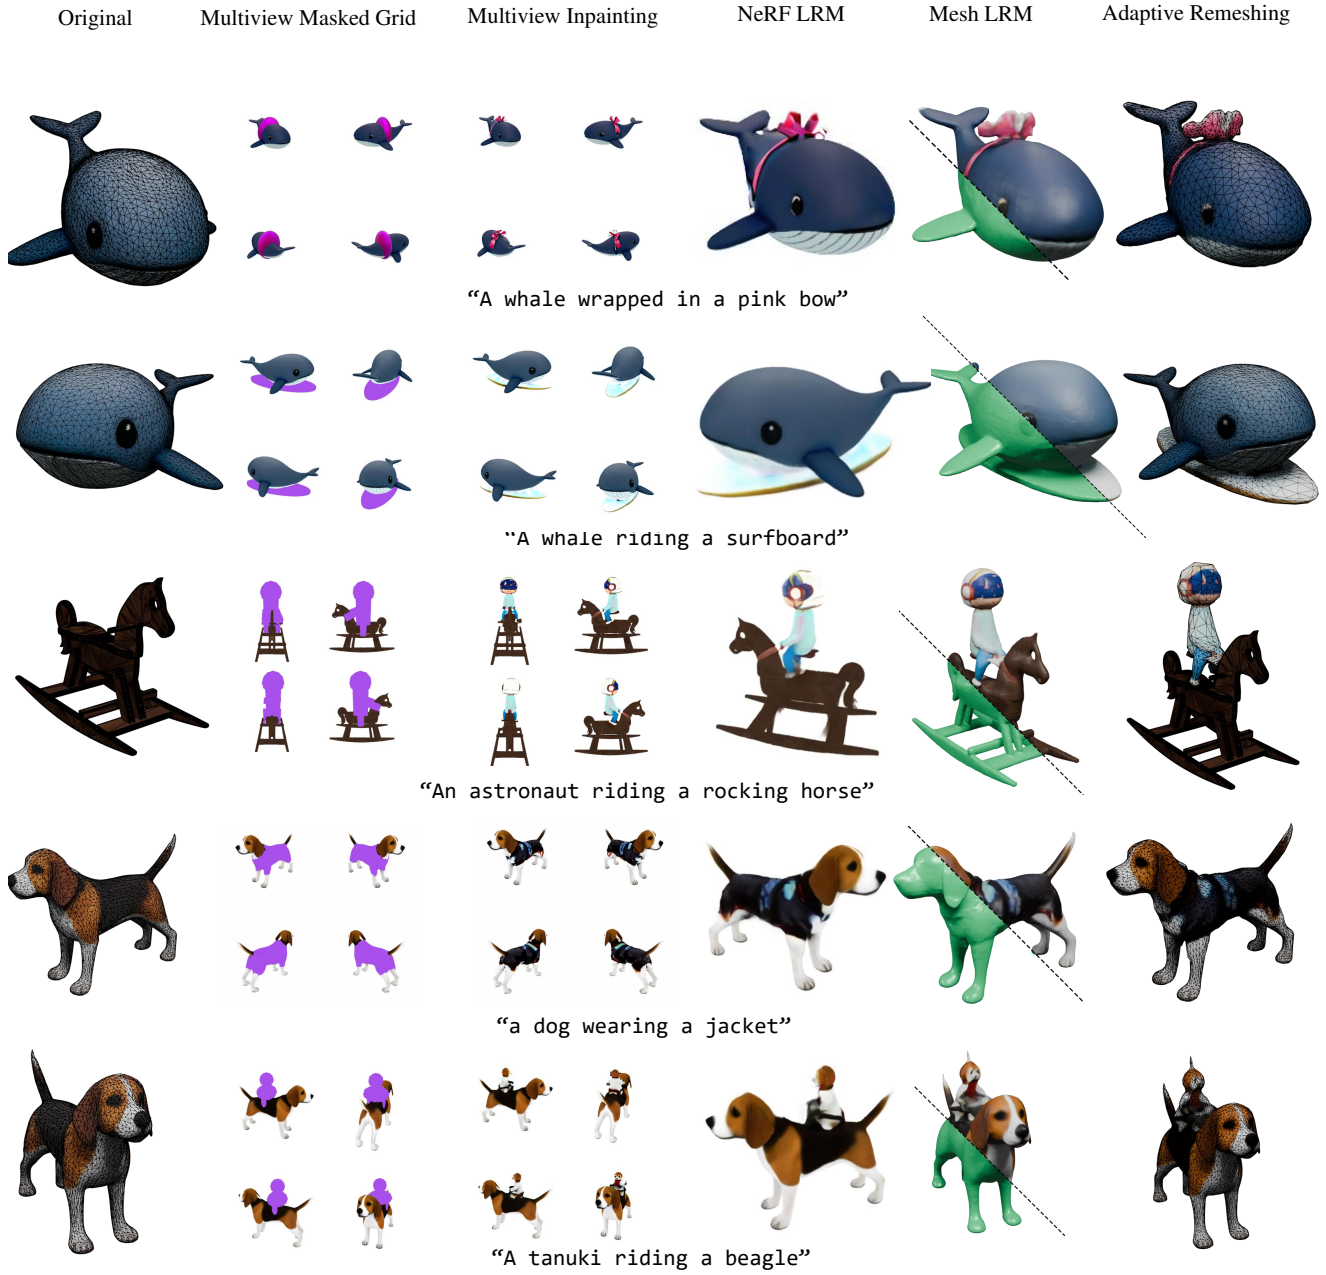 Original Multiview Masked Grid Multiview Inpainting NeRF LRM Mesh LRM Adaptive Remeshing
“A whale wrapped in a pink bow”
“A whale riding a surfboard”
“An astronaut riding a rocking horse”
“a dog wearing a jacket”
“A tanuki riding a beagle”